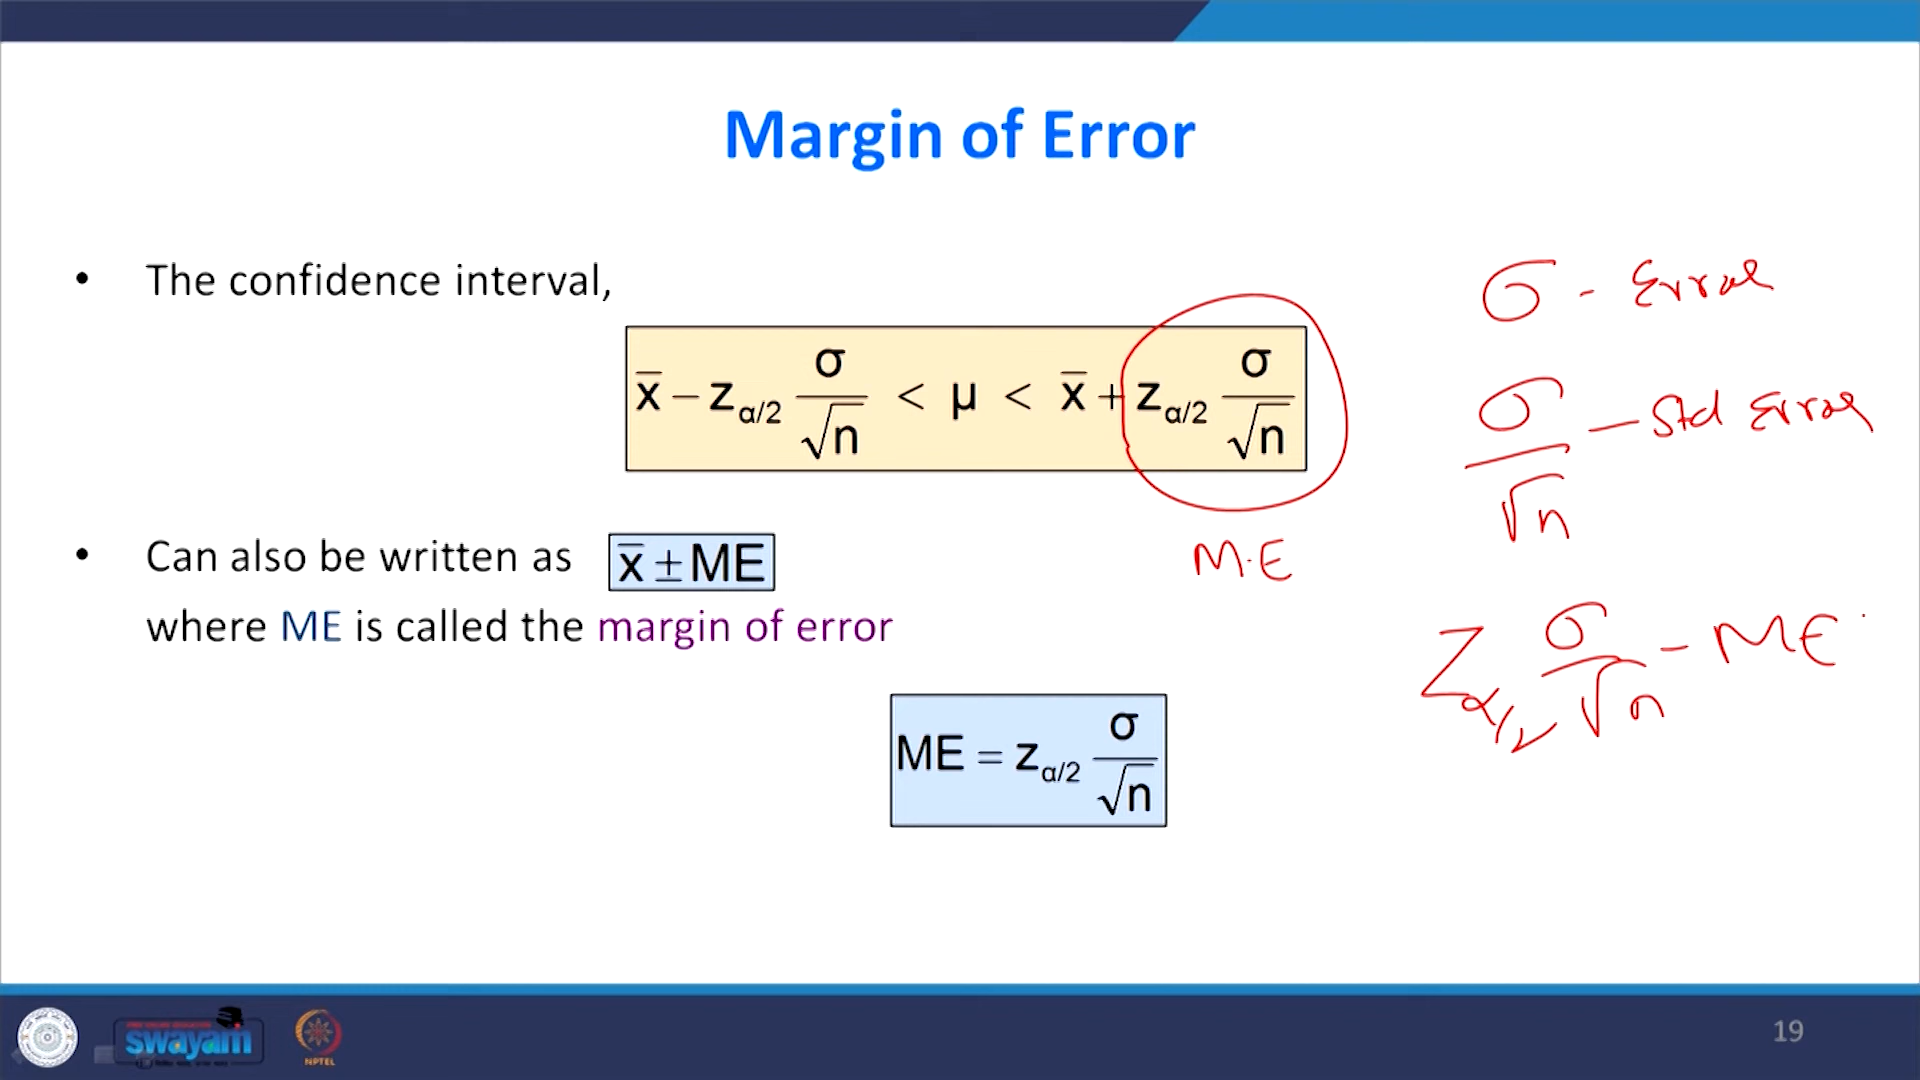 Margin of Error
• The confidence interval,
x̄ − z α/2 σ/√n < μ < x̄ + z α/2 σ/√n
σ - Error
σ/√n — Std Error
M.E
• Can also be written as x̄ ± ME
where ME is called the margin of error
Z α/2 σ/√n - ME
ME = z α/2 σ/√n
swayam
NPTEL
19